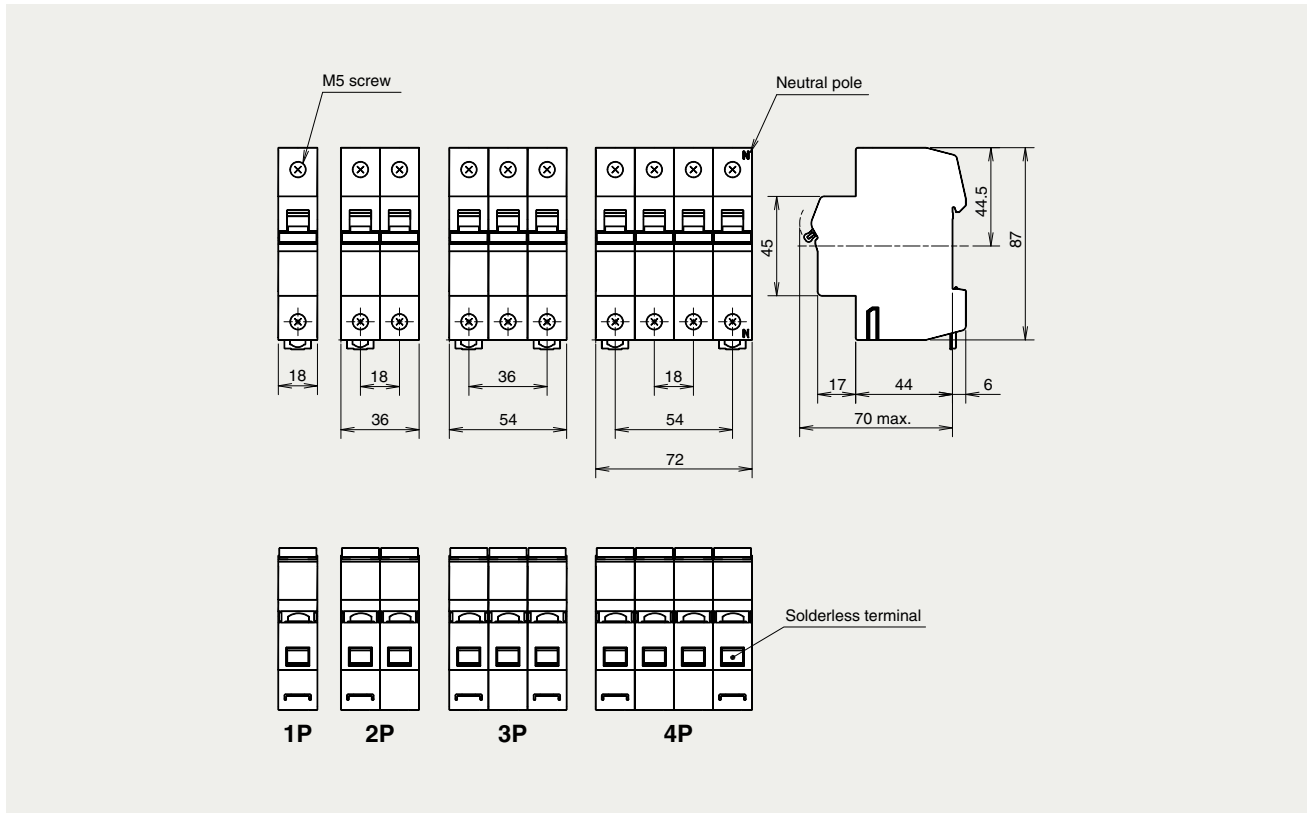 M5 screw
Neutral pole
N
44.5
45
87
N
18
18
36
18
17
44
6
36
54
54
70 max.
72
Solderless terminal
1P
2P
3P
4P